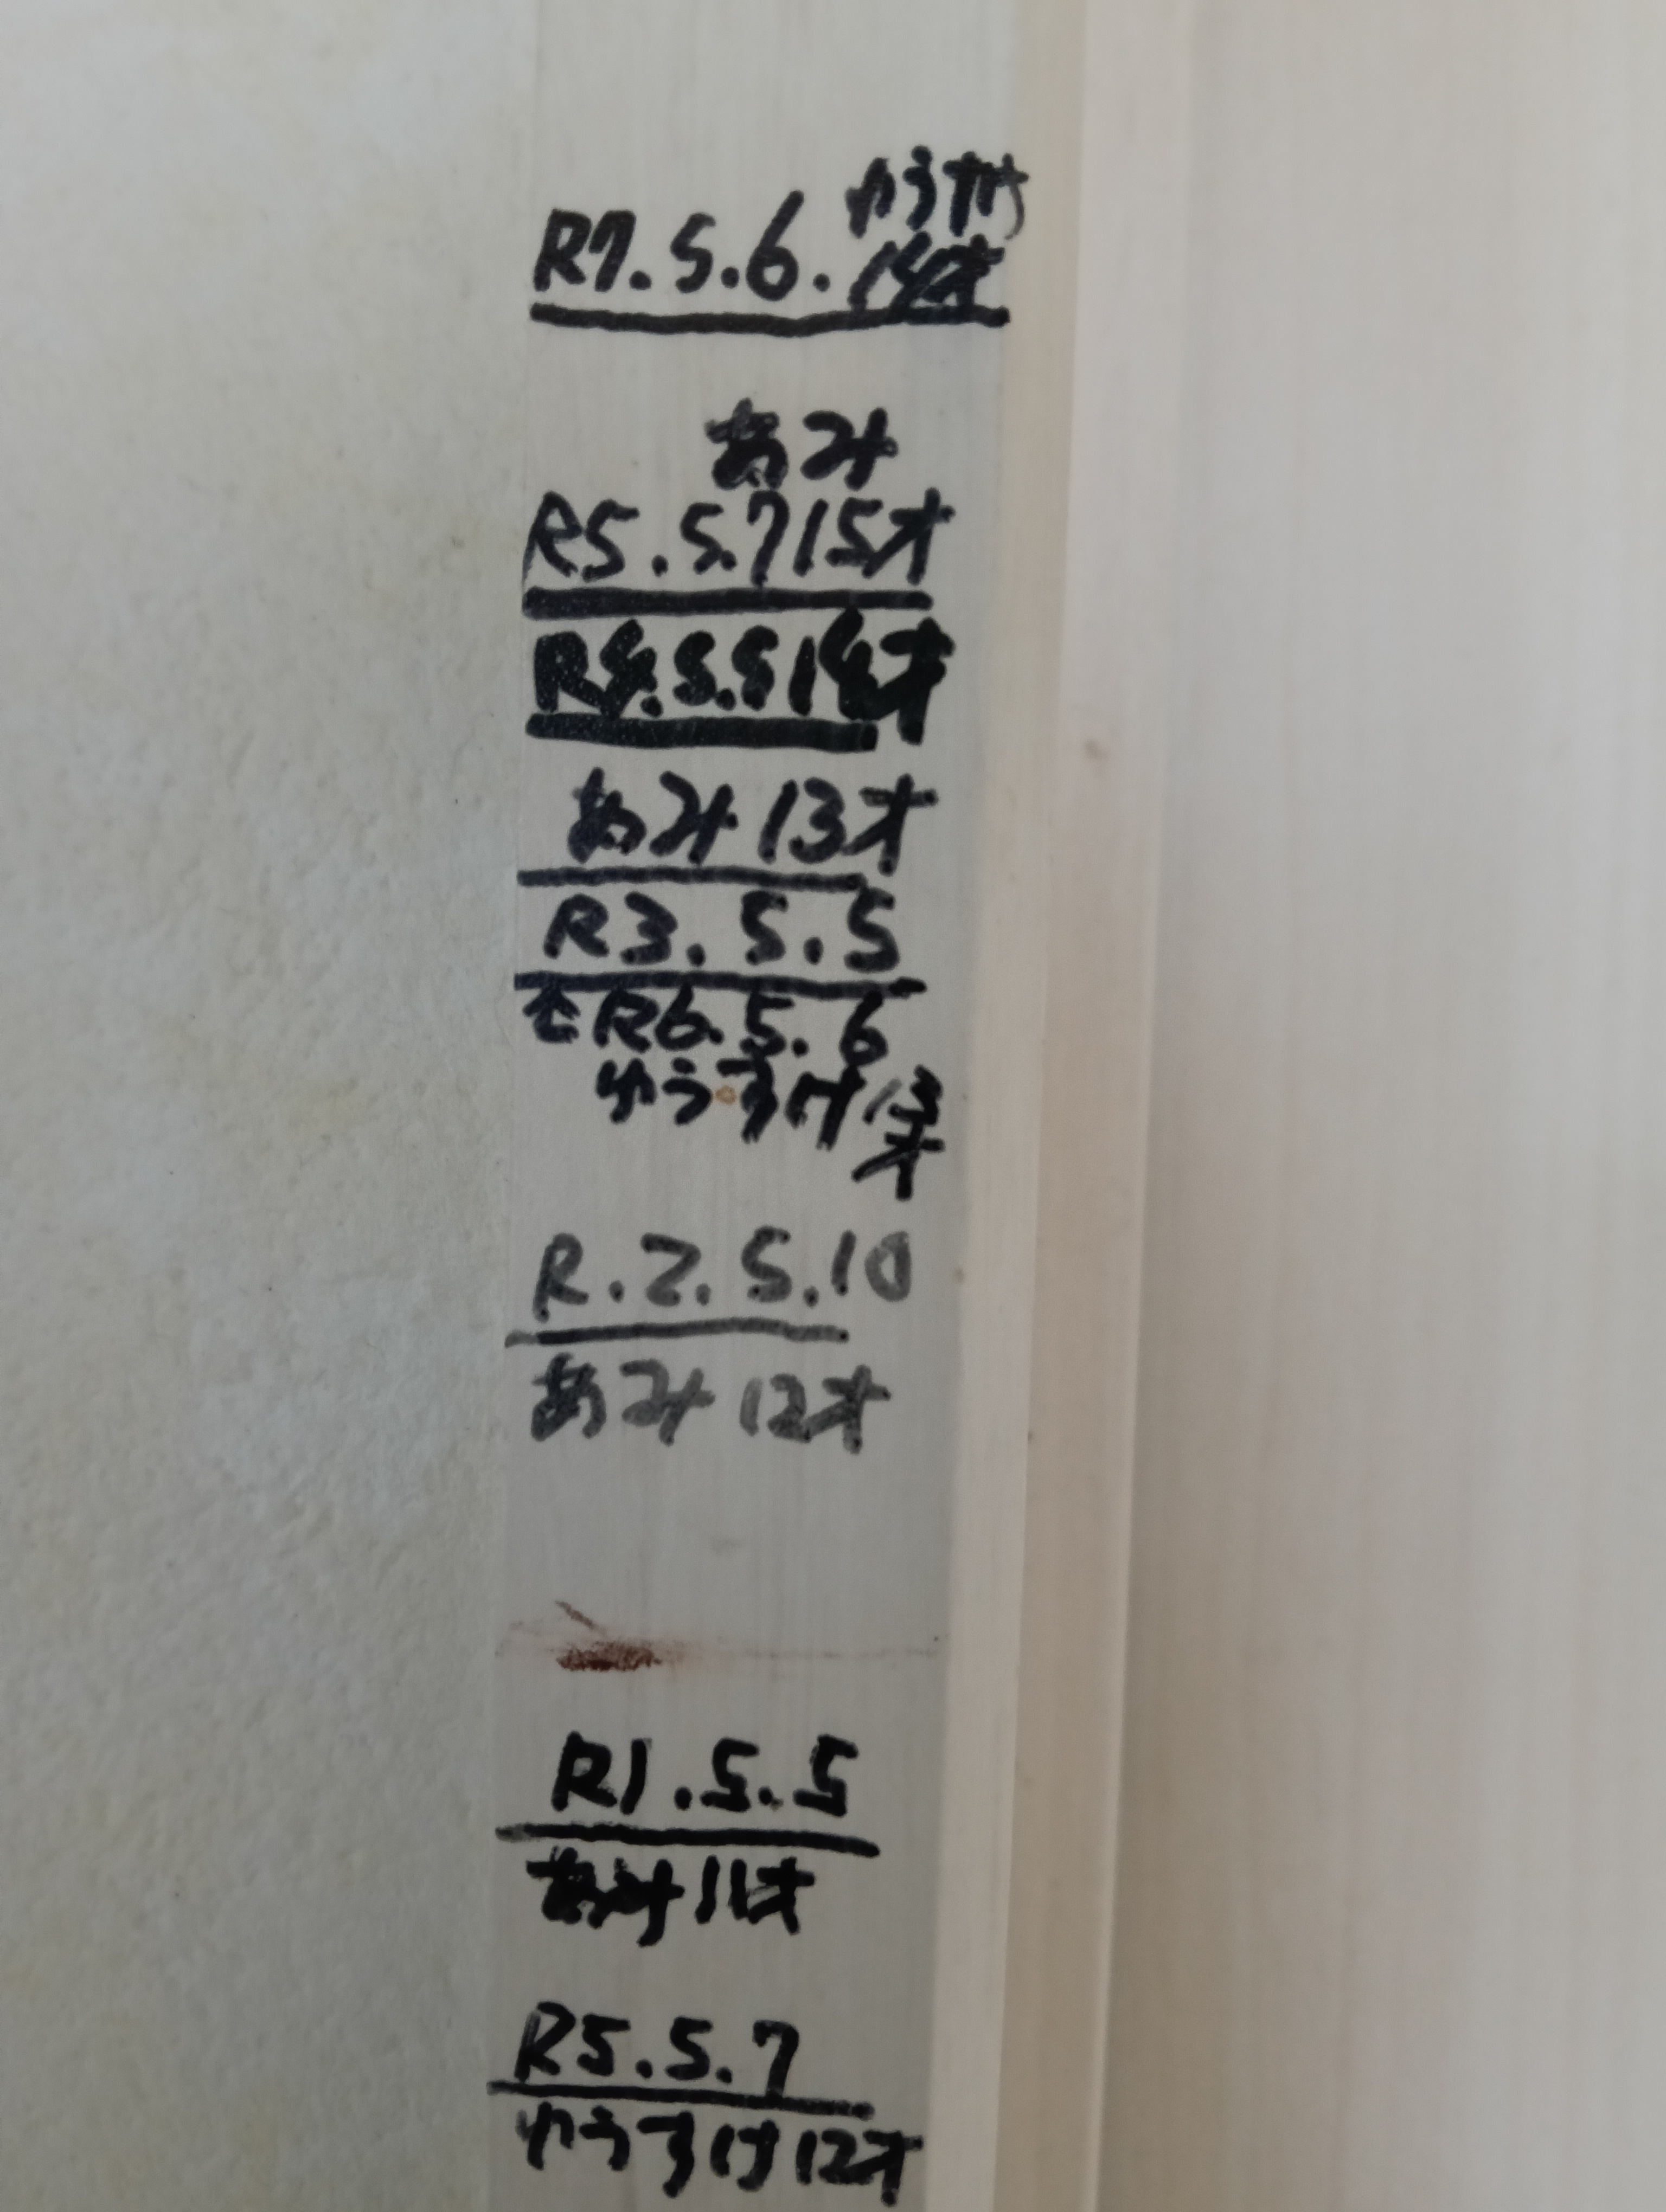 ゆうすけ
R7.5.6.14才
あみ
R5.5.7 15才
R4.5.5 14才
あみ 13才
R3.5.5
R6.5.6
ゆうすけ 13才
R.2.5.10
あみ 12才
R1.5.5
あみ 11才
R5.5.7
ゆうすけ 12才